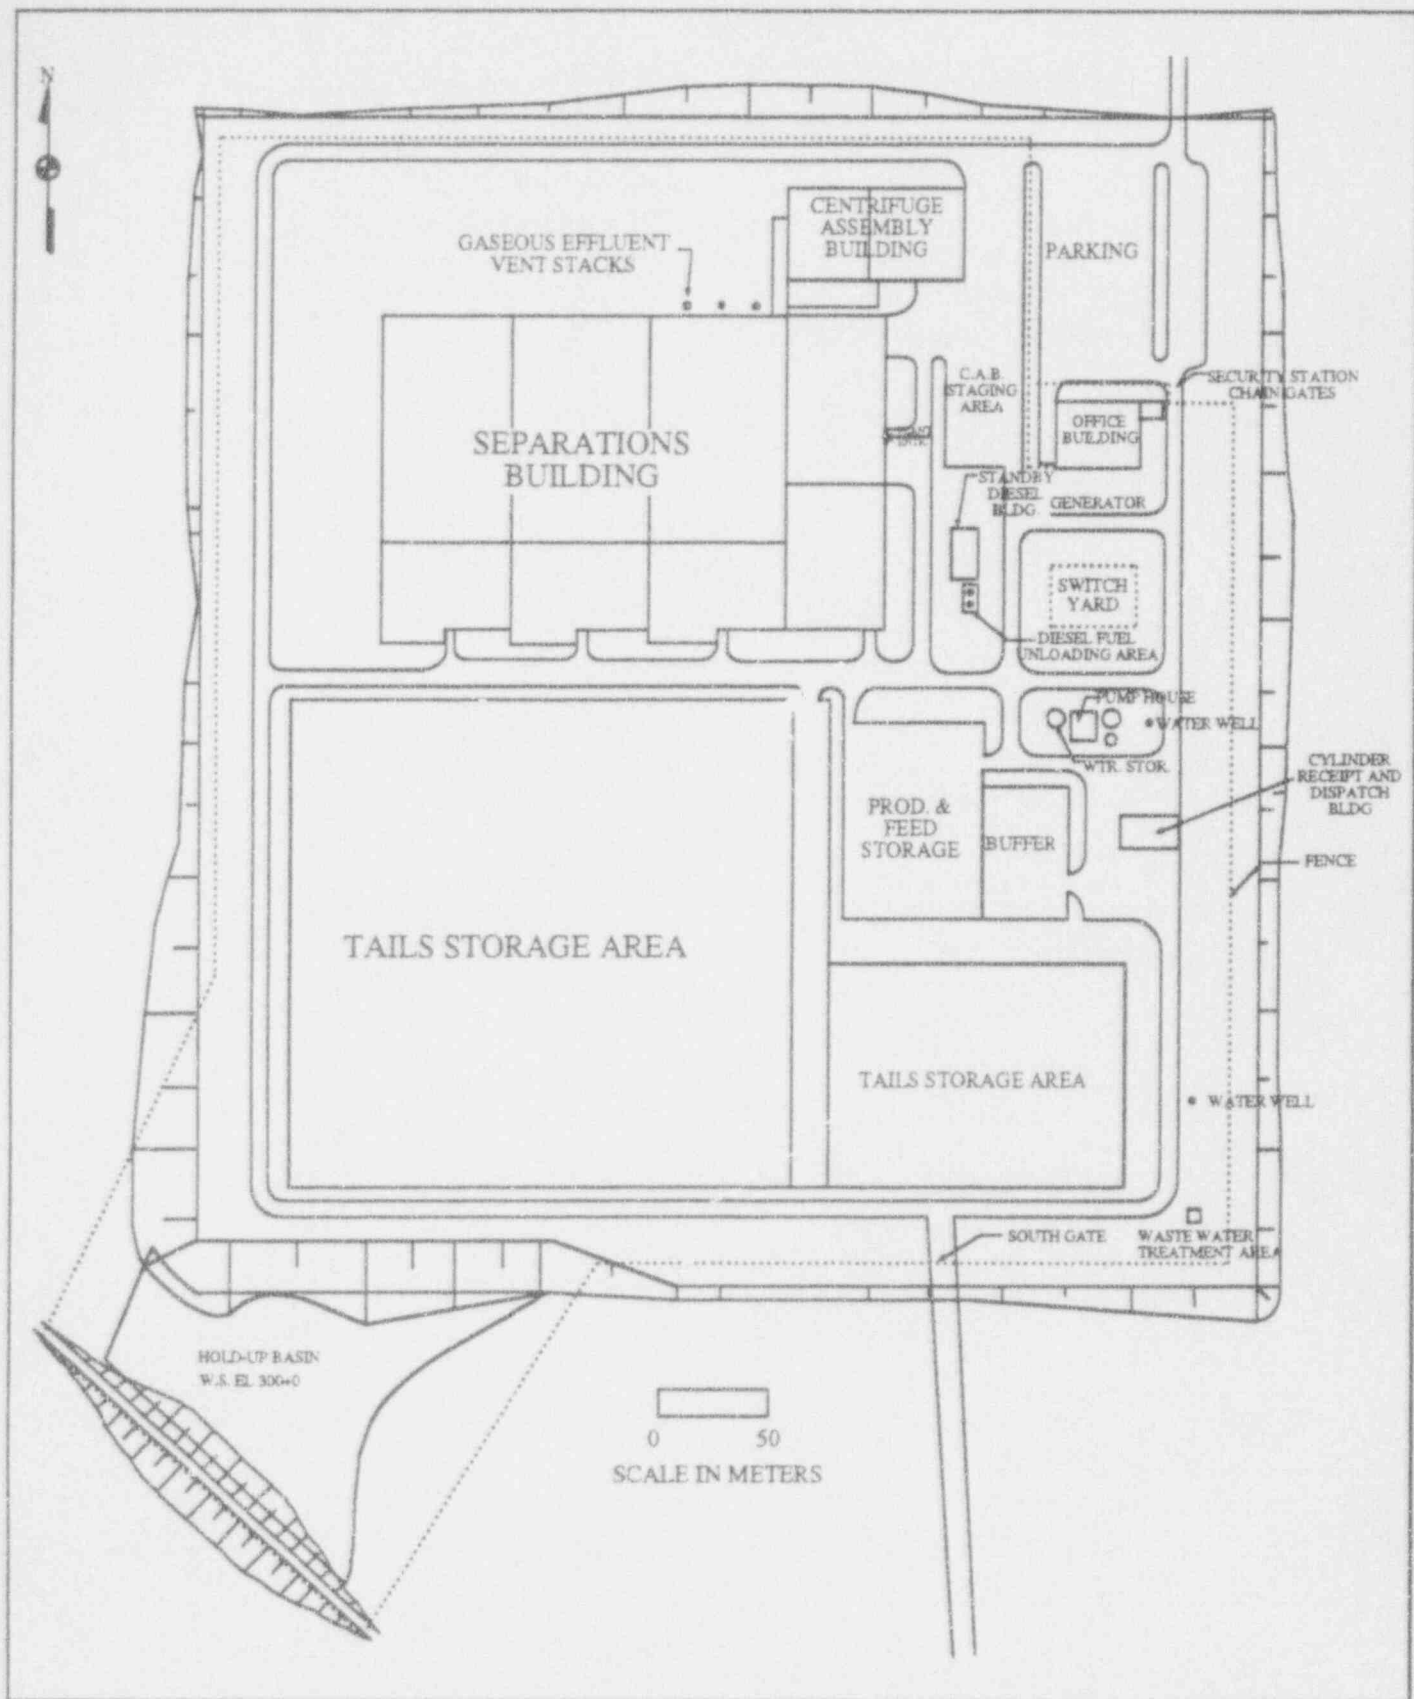 N
CENTRIFUGE
ASSEMBLY
BUILDING
GASEOUS EFFLUENT
VENT STACKS
PARKING
C.A.B.
STAGING
AREA
SECURITY STATION
CHAIN GATES
OFFICE
BUILDING
SEPARATIONS
BUILDING
STANDBY
DIESEL
BLDG.
GENERATOR
SWITCH
YARD
DIESEL FUEL
UNLOADING AREA
PUMP HOUSE
WATER WELL
WTR. STOR.
CYLINDER
RECEIPT AND
DISPATCH
BLDG
PROD. &
FEED
STORAGE
BUFFER
FENCE
TAILS STORAGE AREA
TAILS STORAGE AREA
WATER WELL
SOUTH GATE
WASTE WATER
TREATMENT AREA
HOLD-UP BASIN
W.S. EL. 300+0
0 50
SCALE IN METERS